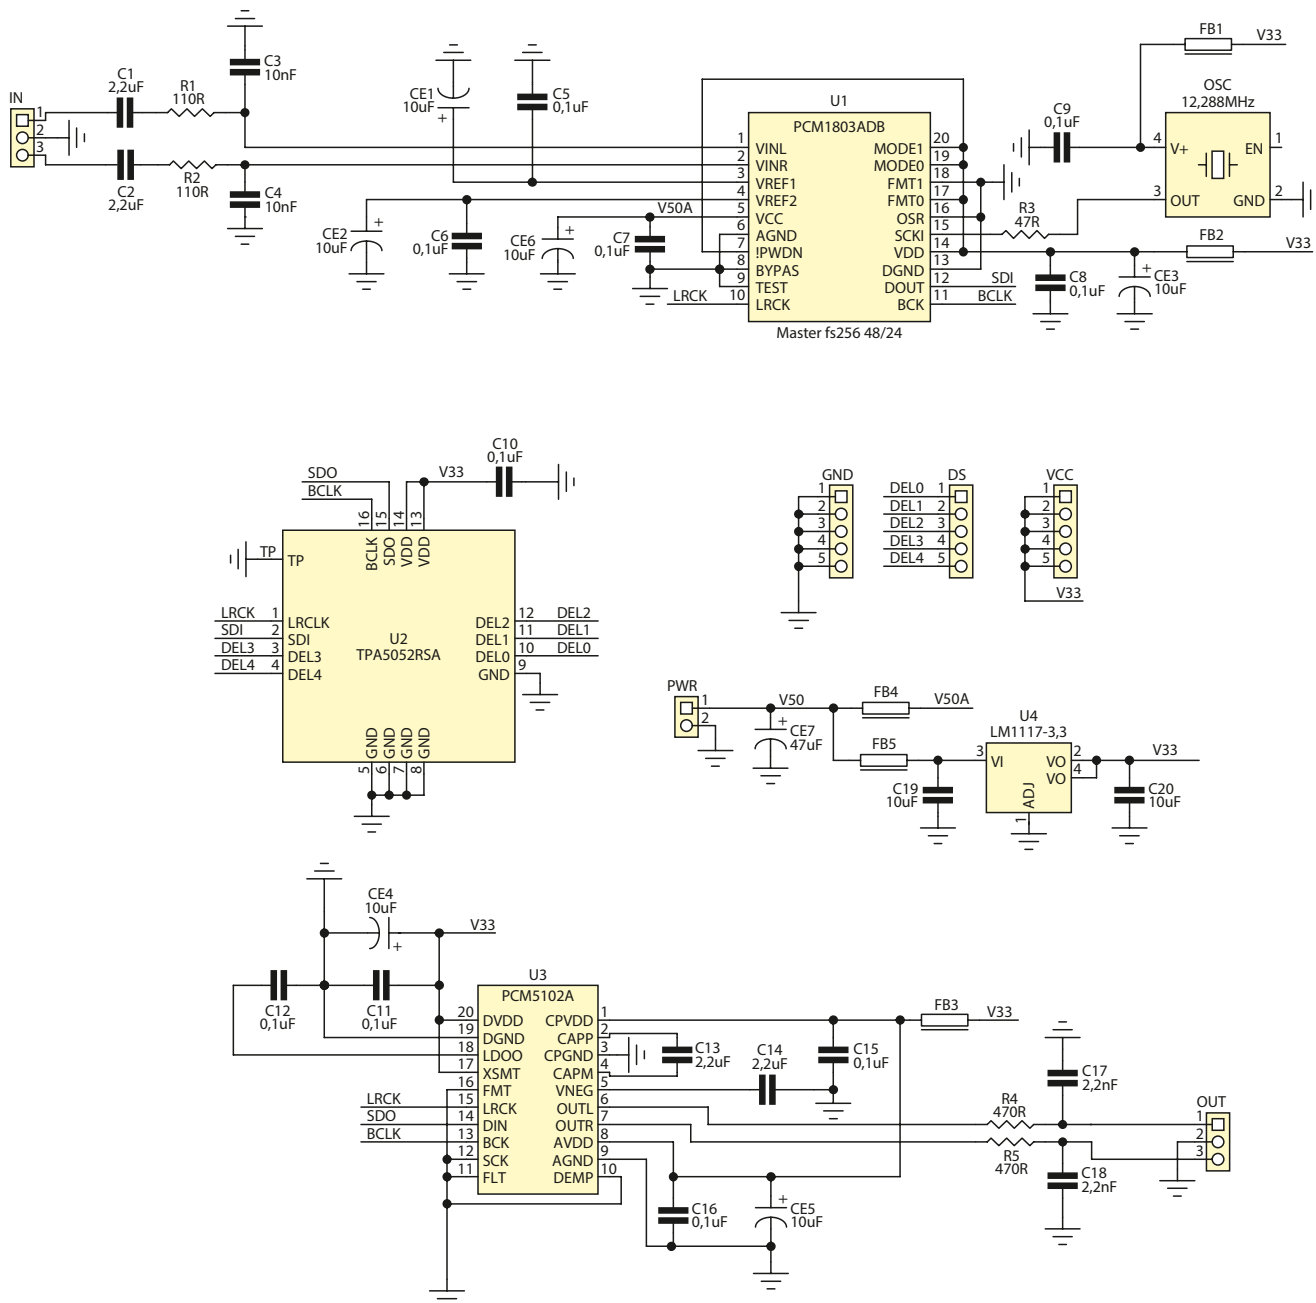 FB1
V33
C3
10nF
C1
2,2uF
R1
110R
IN
1
2
3
C2
2,2uF
R2
110R
C4
10nF
CE1
10uF
+
C5
0,1uF
CE2
10uF
+
C6
0,1uF
CE6
10uF
+
V50A
C7
0,1uF
LRCK
U1
PCM1803ADB
1 VINL
2 VINR
3 VREF1
4 VREF2
5 VCC
6 AGND
7 !PWDN
8 BYPAS
9 TEST
10 LRCK
MODE1 20
MODE0 19
FMT1 18
FMT0 17
OSR 16
SCKI 15
VDD 14
DGND 13
DOUT 12
BCK 11
SDI
BCLK
Master fs256 48/24
R3
47R
C9
0,1uF
OSC
12,288MHz
4 V+
EN 1
3 OUT
GND 2
FB2
V33
C8
0,1uF
+
CE3
10uF
SDO
BCLK
V33
C10
0,1uF
16 15 14 13
BCLK SDO VDD VDD
TP TP
LRCK 1 LRCLK
SDI 2 SDI
DEL3 3 DEL3
DEL4 4 DEL4
U2
TPA5052RSA
DEL2 12 DEL2
DEL1 11 DEL1
DEL0 10 DEL0
GND 9
GND GND GND GND
5 6 7 8
GND
1
2
3
4
5
DS
DEL0 1
DEL1 2
DEL2 3
DEL3 4
DEL4 5
VCC
1
2
3
4
5
V33
PWR
1
2
V50
+
CE7
47uF
FB4
V50A
FB5
C19
10uF
U4
LM1117-3,3
3 VI
VO 2
VO 4
ADJ
1
V33
C20
10uF
CE4
10uF
+
V33
C12
0,1uF
C11
0,1uF
U3
PCM5102A
20 DVDD
19 DGND
18 LDOO
17 XSMT
16 FMT
LRCK 15 LRCK
SDO 14 DIN
BCLK 13 BCK
12 SCK
11 FLT
CPVDD 1
CAPP 2
CPGND 3
CAPM 4
VNEG 5
OUTL 6
OUTR 7
AVDD 8
AGND 9
DEMP 10
C13
2,2uF
C14
2,2uF
C15
0,1uF
FB3
V33
C16
0,1uF
+
CE5
10uF
R4
470R
R5
470R
C17
2,2nF
C18
2,2nF
OUT
1
2
3